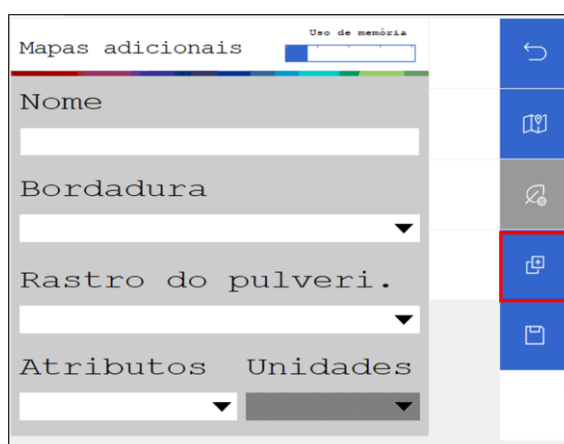 Uso de memória
Mapas adicionais
Nome
Bordadura
Rastro do pulveri.
Atributos Unidades